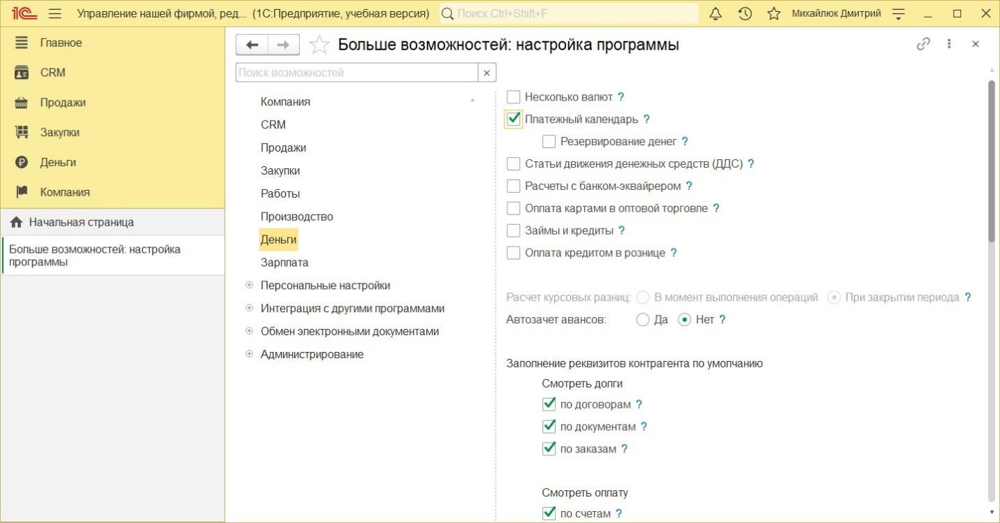 1С Управление нашей фирмой, ред... (1С:Предприятие, учебная версия) Поиск Ctrl+Shift+F Михайлюк Дмитрий
Главное
CRM
Продажи
Закупки
Деньги
Компания
Начальная страница
Больше возможностей: настройка
программы
Больше возможностей: настройка программы
Поиск возможностей
Компания
CRM
Продажи
Закупки
Работы
Производство
Деньги
Зарплата
Персональные настройки
Интеграция с другими программами
Обмен электронными документами
Администрирование
Несколько валют ?
Платежный календарь ?
Резервирование денег ?
Статьи движения денежных средств (ДДС) ?
Расчеты с банком-эквайрером ?
Оплата картами в оптовой торговле ?
Займы и кредиты ?
Оплата кредитом в рознице ?
Расчет курсовых разниц: В момент выполнения операций При закрытии периода ?
Автозачет авансов: Да Нет ?
Заполнение реквизитов контрагента по умолчанию
Смотреть долги
по договорам ?
по документам ?
по заказам ?
Смотреть оплату
по счетам ?